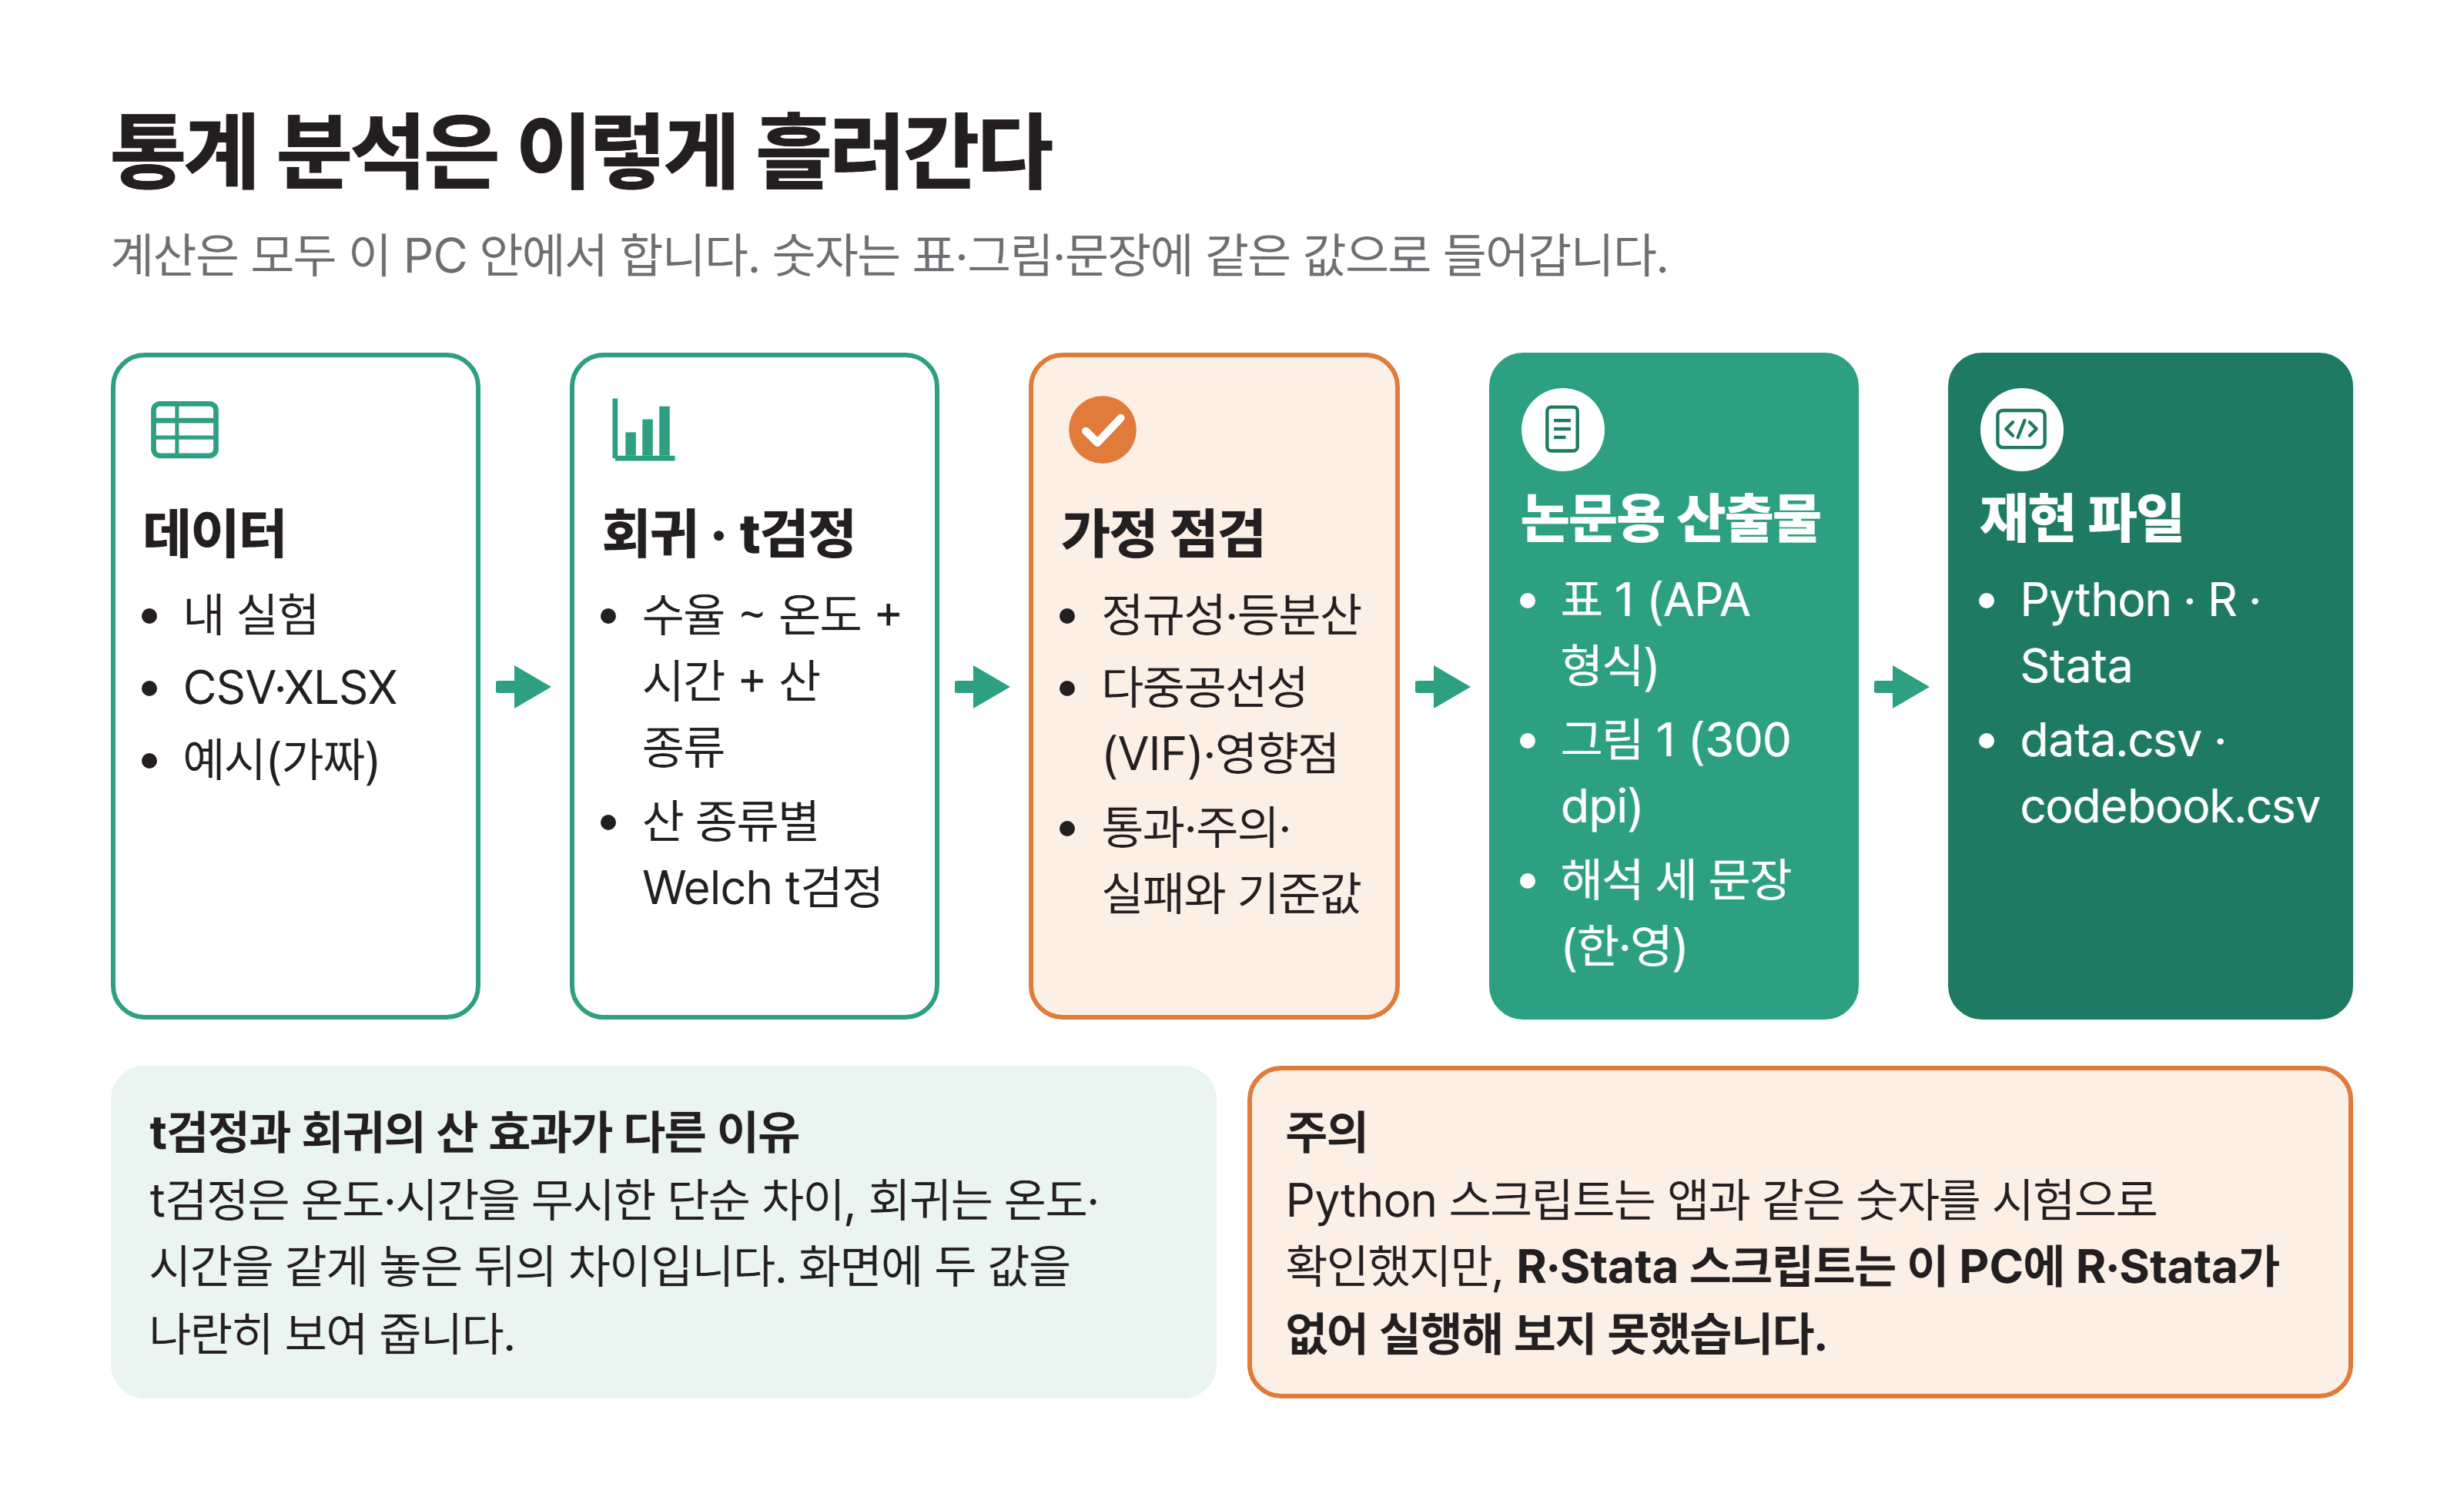 통계 분석은 이렇게 흘러간다
계산은 모두 이 PC 안에서 합니다. 숫자는 표·그림·문장에 같은 값으로 들어갑니다.
데이터
• 내 실험
• CSV·XLSX
• 예시(가짜)
회귀 · t검정
• 수율 ~ 온도 +
시간 + 산
종류
• 산 종류별
Welch t검정
가정 점검
• 정규성·등분산
• 다중공선성
(VIF)·영향점
• 통과·주의·
실패와 기준값
논문용 산출물
• 표 1 (APA
형식)
• 그림 1 (300
dpi)
• 해석 세 문장
(한·영)
재현 파일
• Python · R ·
Stata
• data.csv ·
codebook.csv
t검정과 회귀의 산 효과가 다른 이유
t검정은 온도·시간을 무시한 단순 차이, 회귀는 온도·
시간을 같게 놓은 뒤의 차이입니다. 화면에 두 값을
나란히 보여 줍니다.
주의
Python 스크립트는 앱과 같은 숫자를 시험으로
확인했지만, R·Stata 스크립트는 이 PC에 R·Stata가
없어 실행해 보지 못했습니다.